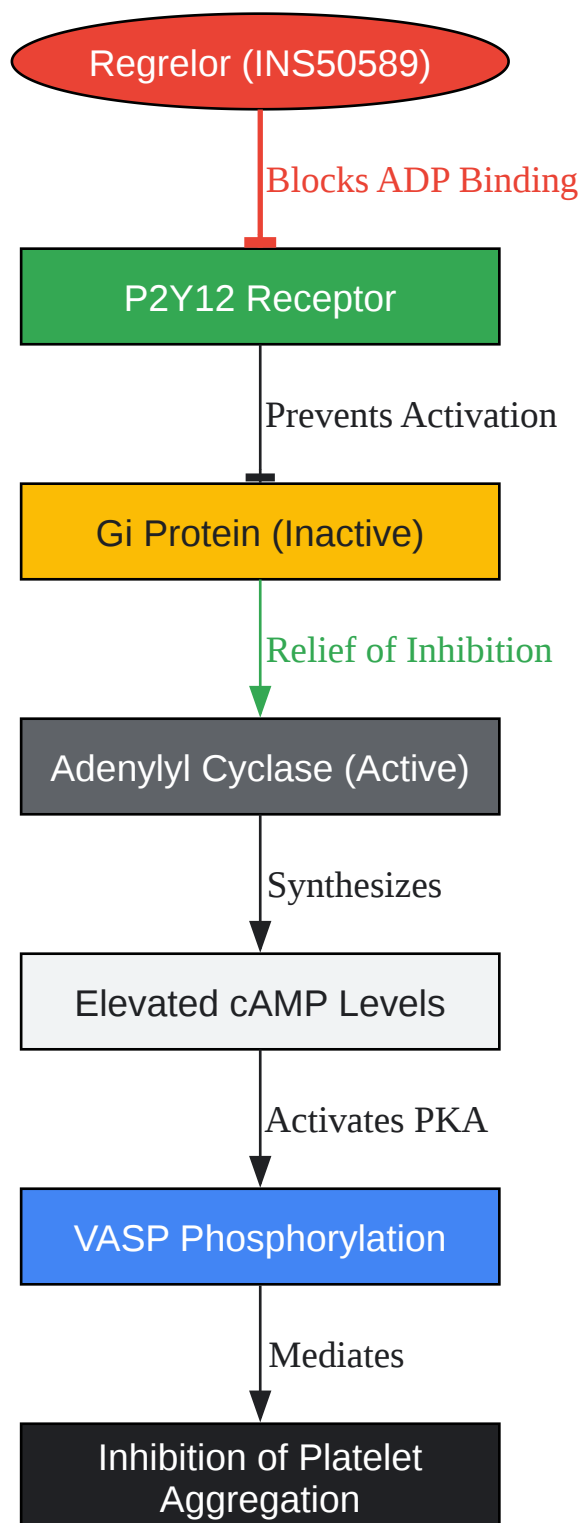 Regrelor (INS50589)
Blocks ADP Binding
P2Y12 Receptor
Prevents Activation
Gi Protein (Inactive)
Relief of Inhibition
Adenylyl Cyclase (Active)
Synthesizes
Elevated cAMP Levels
Activates PKA
VASP Phosphorylation
Mediates
Inhibition of Platelet
Aggregation